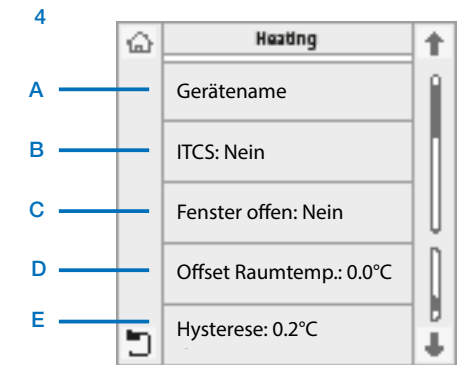 4
Heating
A
Gerätename
B
ITCS: Nein
C
Fenster offen: Nein
D
Offset Raumtemp.: 0.0°C
E
Hysterese: 0.2°C